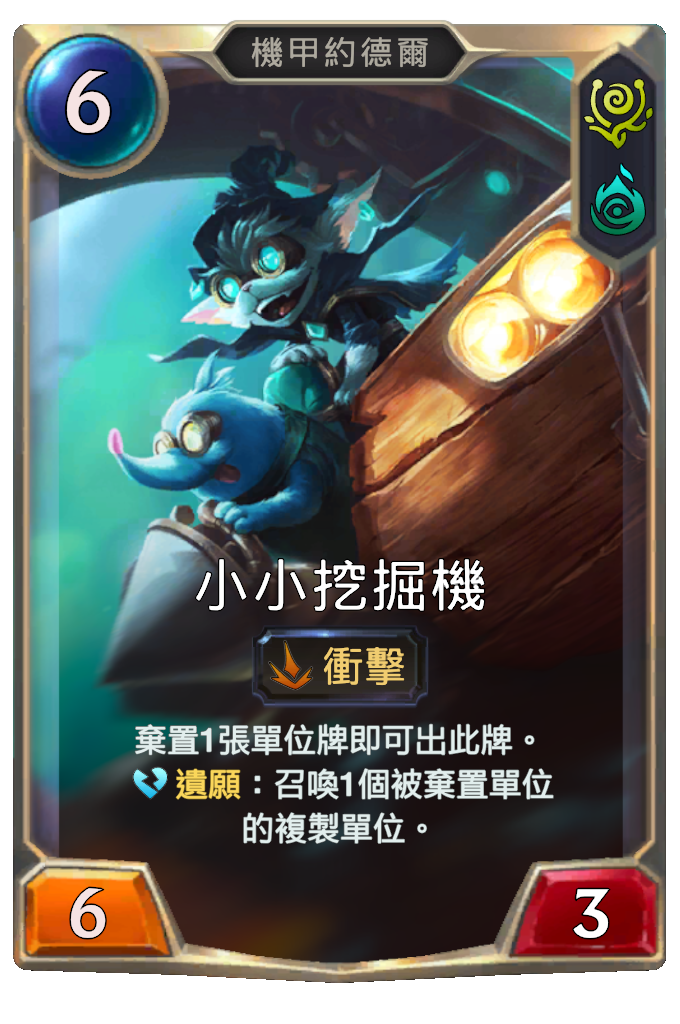 機甲約德爾
6
小小挖掘機
衝擊
棄置1張單位牌即可出此牌。
遺願：召喚1個被棄置單位
的複製單位。
6
3